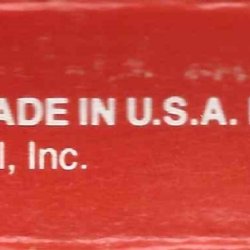 ADE IN U.S.A.
l, Inc.